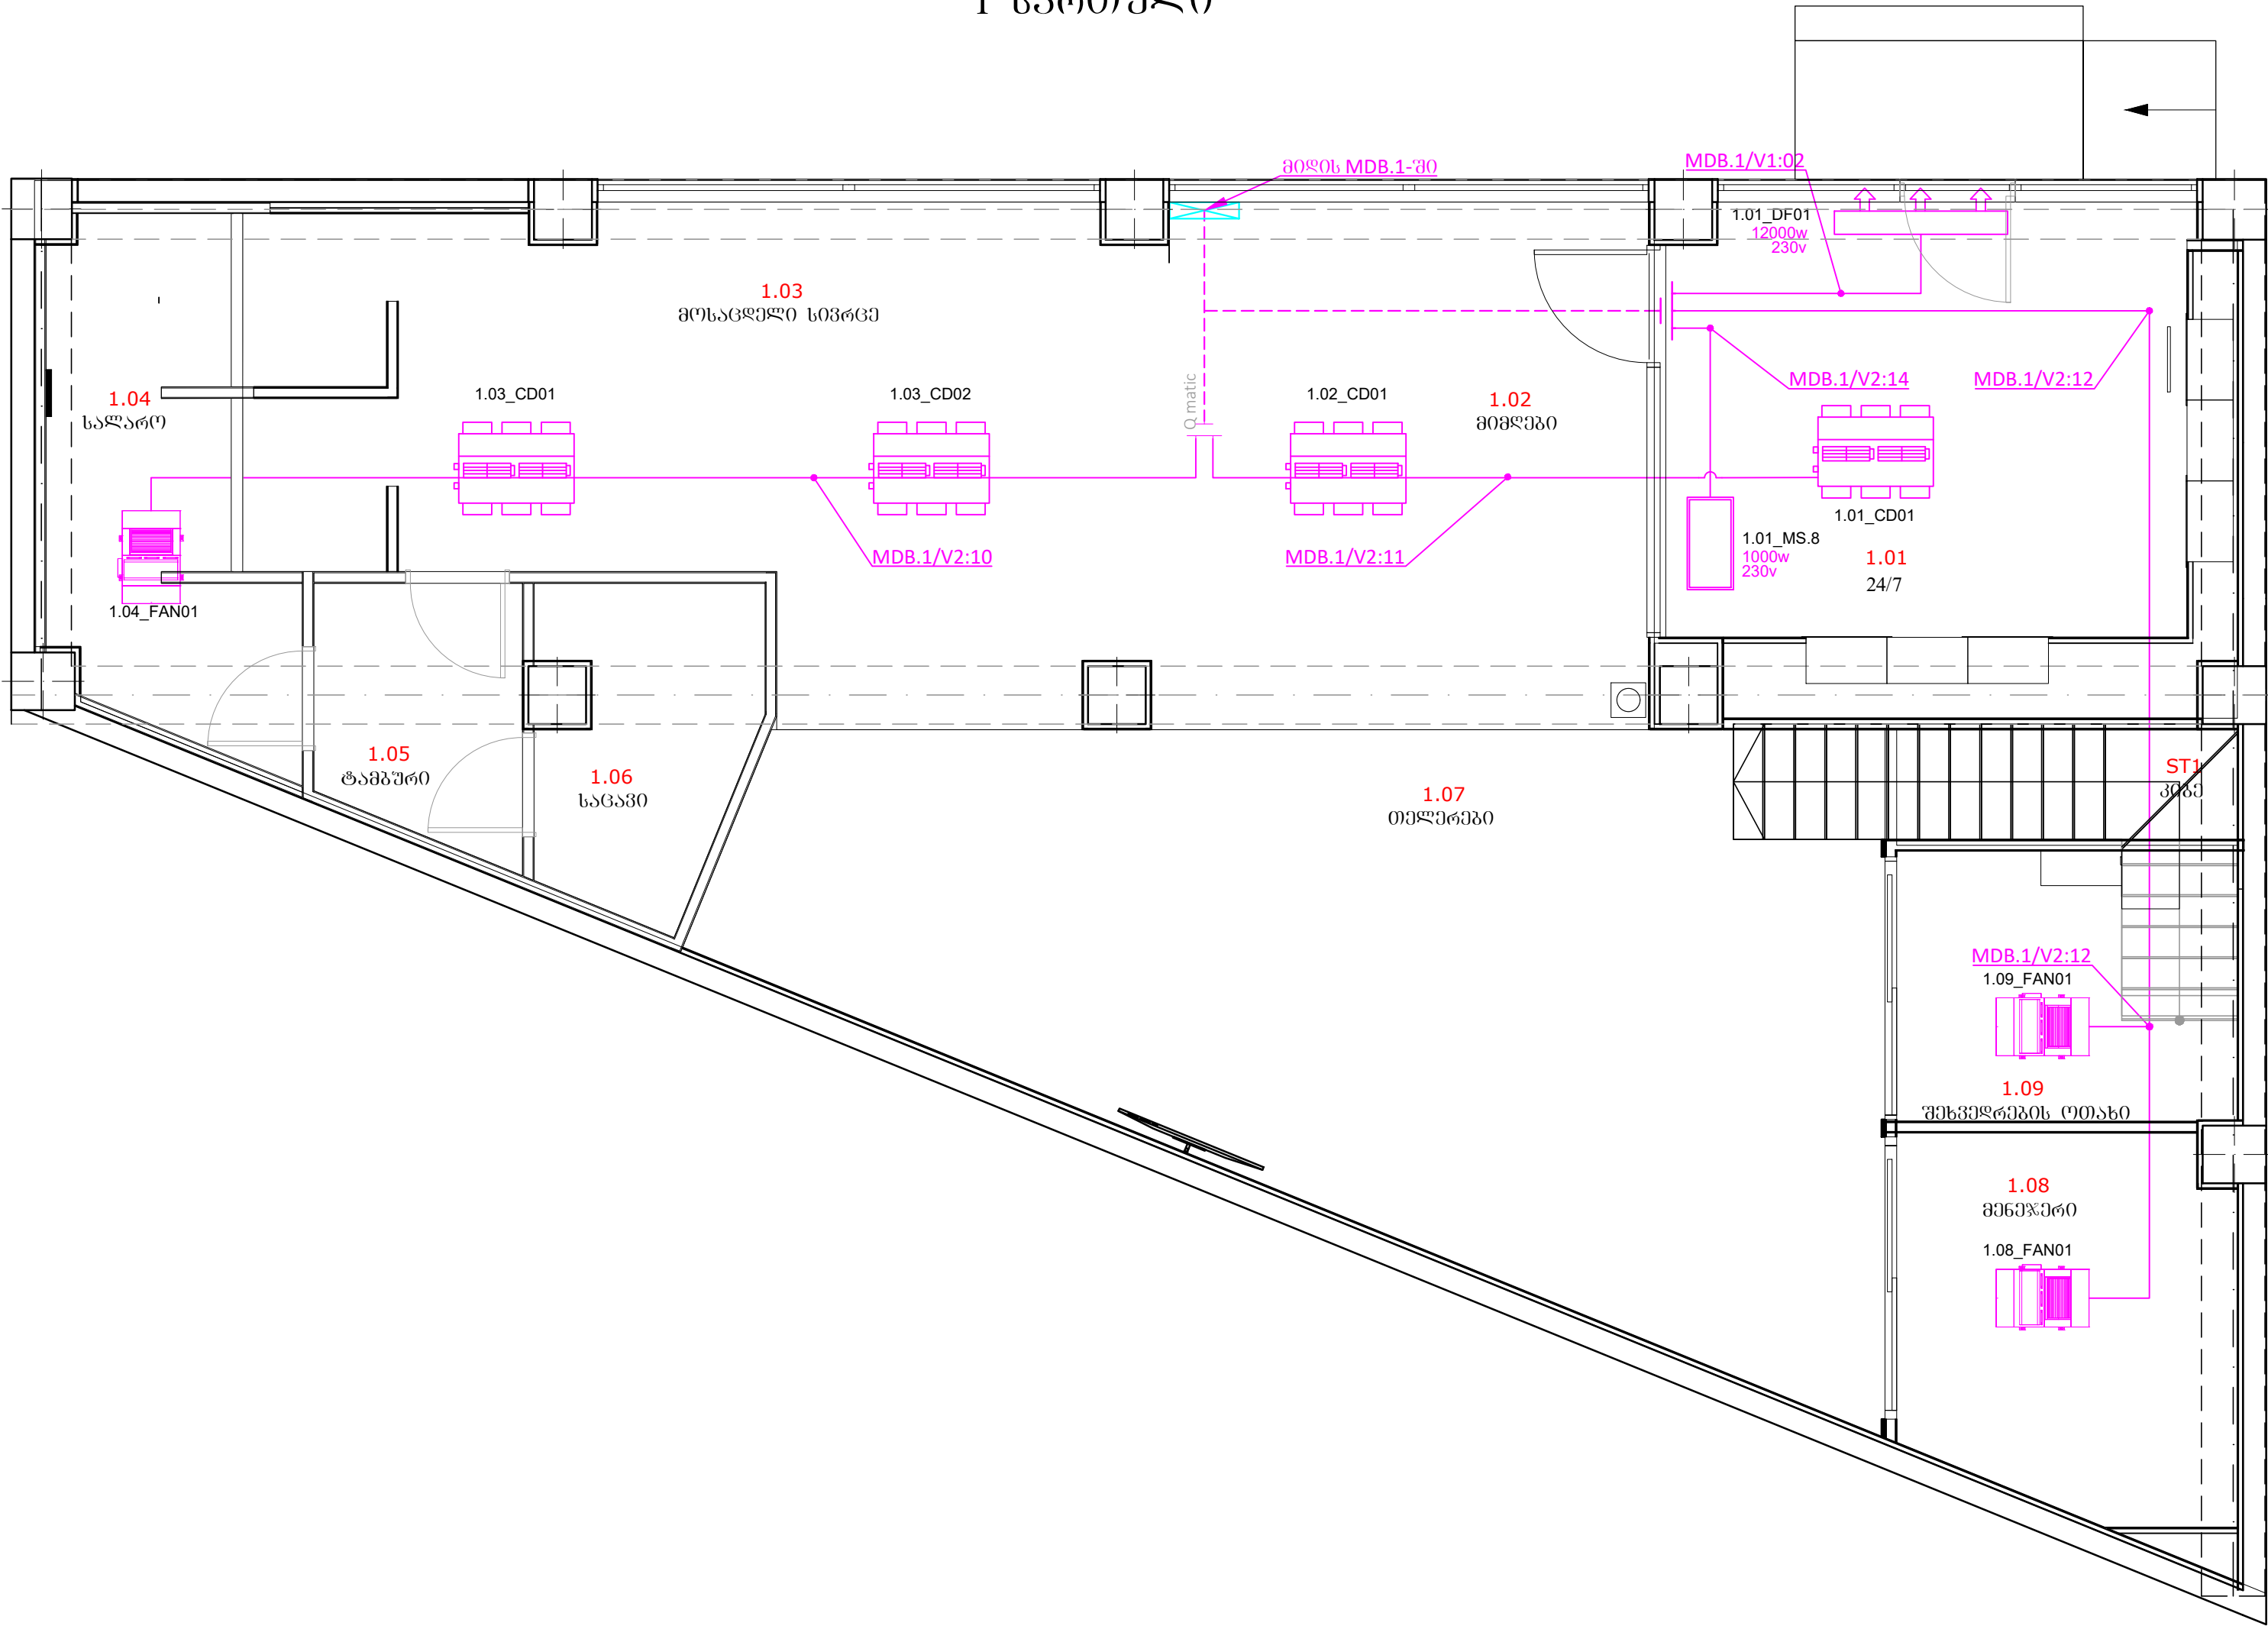 1 სართული
მიდის MDB.1-ში
MDB.1/V1:02
1.01_DF01
12000w
230v
1.03
მოსაცდელი სივრცე
1.04
სალარო
1.03_CD01
1.03_CD02
Q matic
1.02_CD01
1.02
მიმღები
MDB.1/V2:14
MDB.1/V2:12
1.01_CD01
1.01_MS.8
1000w
230v
1.01
24/7
MDB.1/V2:10
MDB.1/V2:11
1.04_FAN01
1.05
ტამბური
1.06
საცავი
1.07
თელერები
ST1
კიბე
MDB.1/V2:12
1.09_FAN01
1.09
შეხვედრების ოთახი
1.08
მენეჯერი
1.08_FAN01